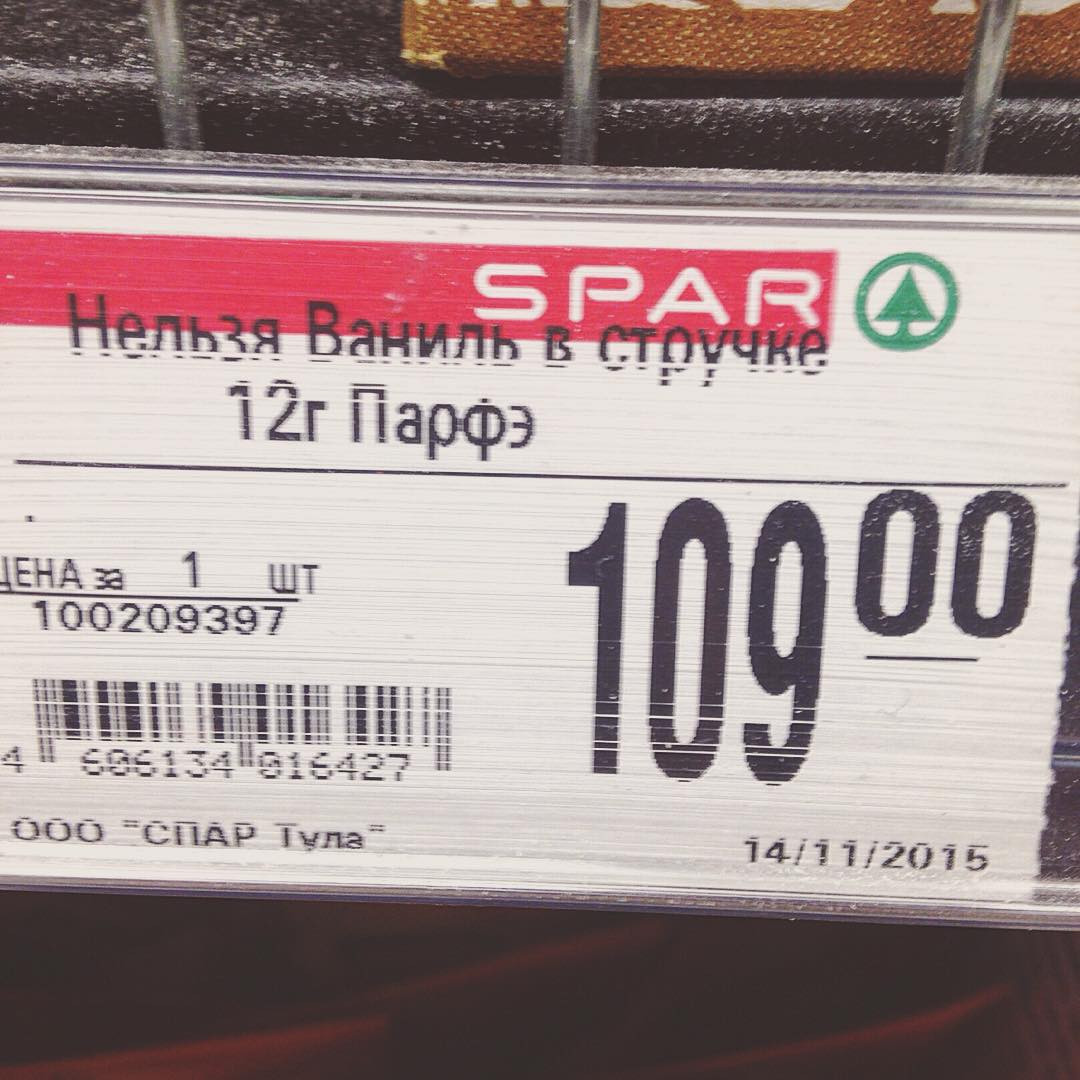 SPAR
Нельзя Ваниль в стручке
12г Парфэ
109 00
ЦЕНА за 1 шт
100209397
4 606134 016427
ООО "СПАР Тула"
14/11/2015